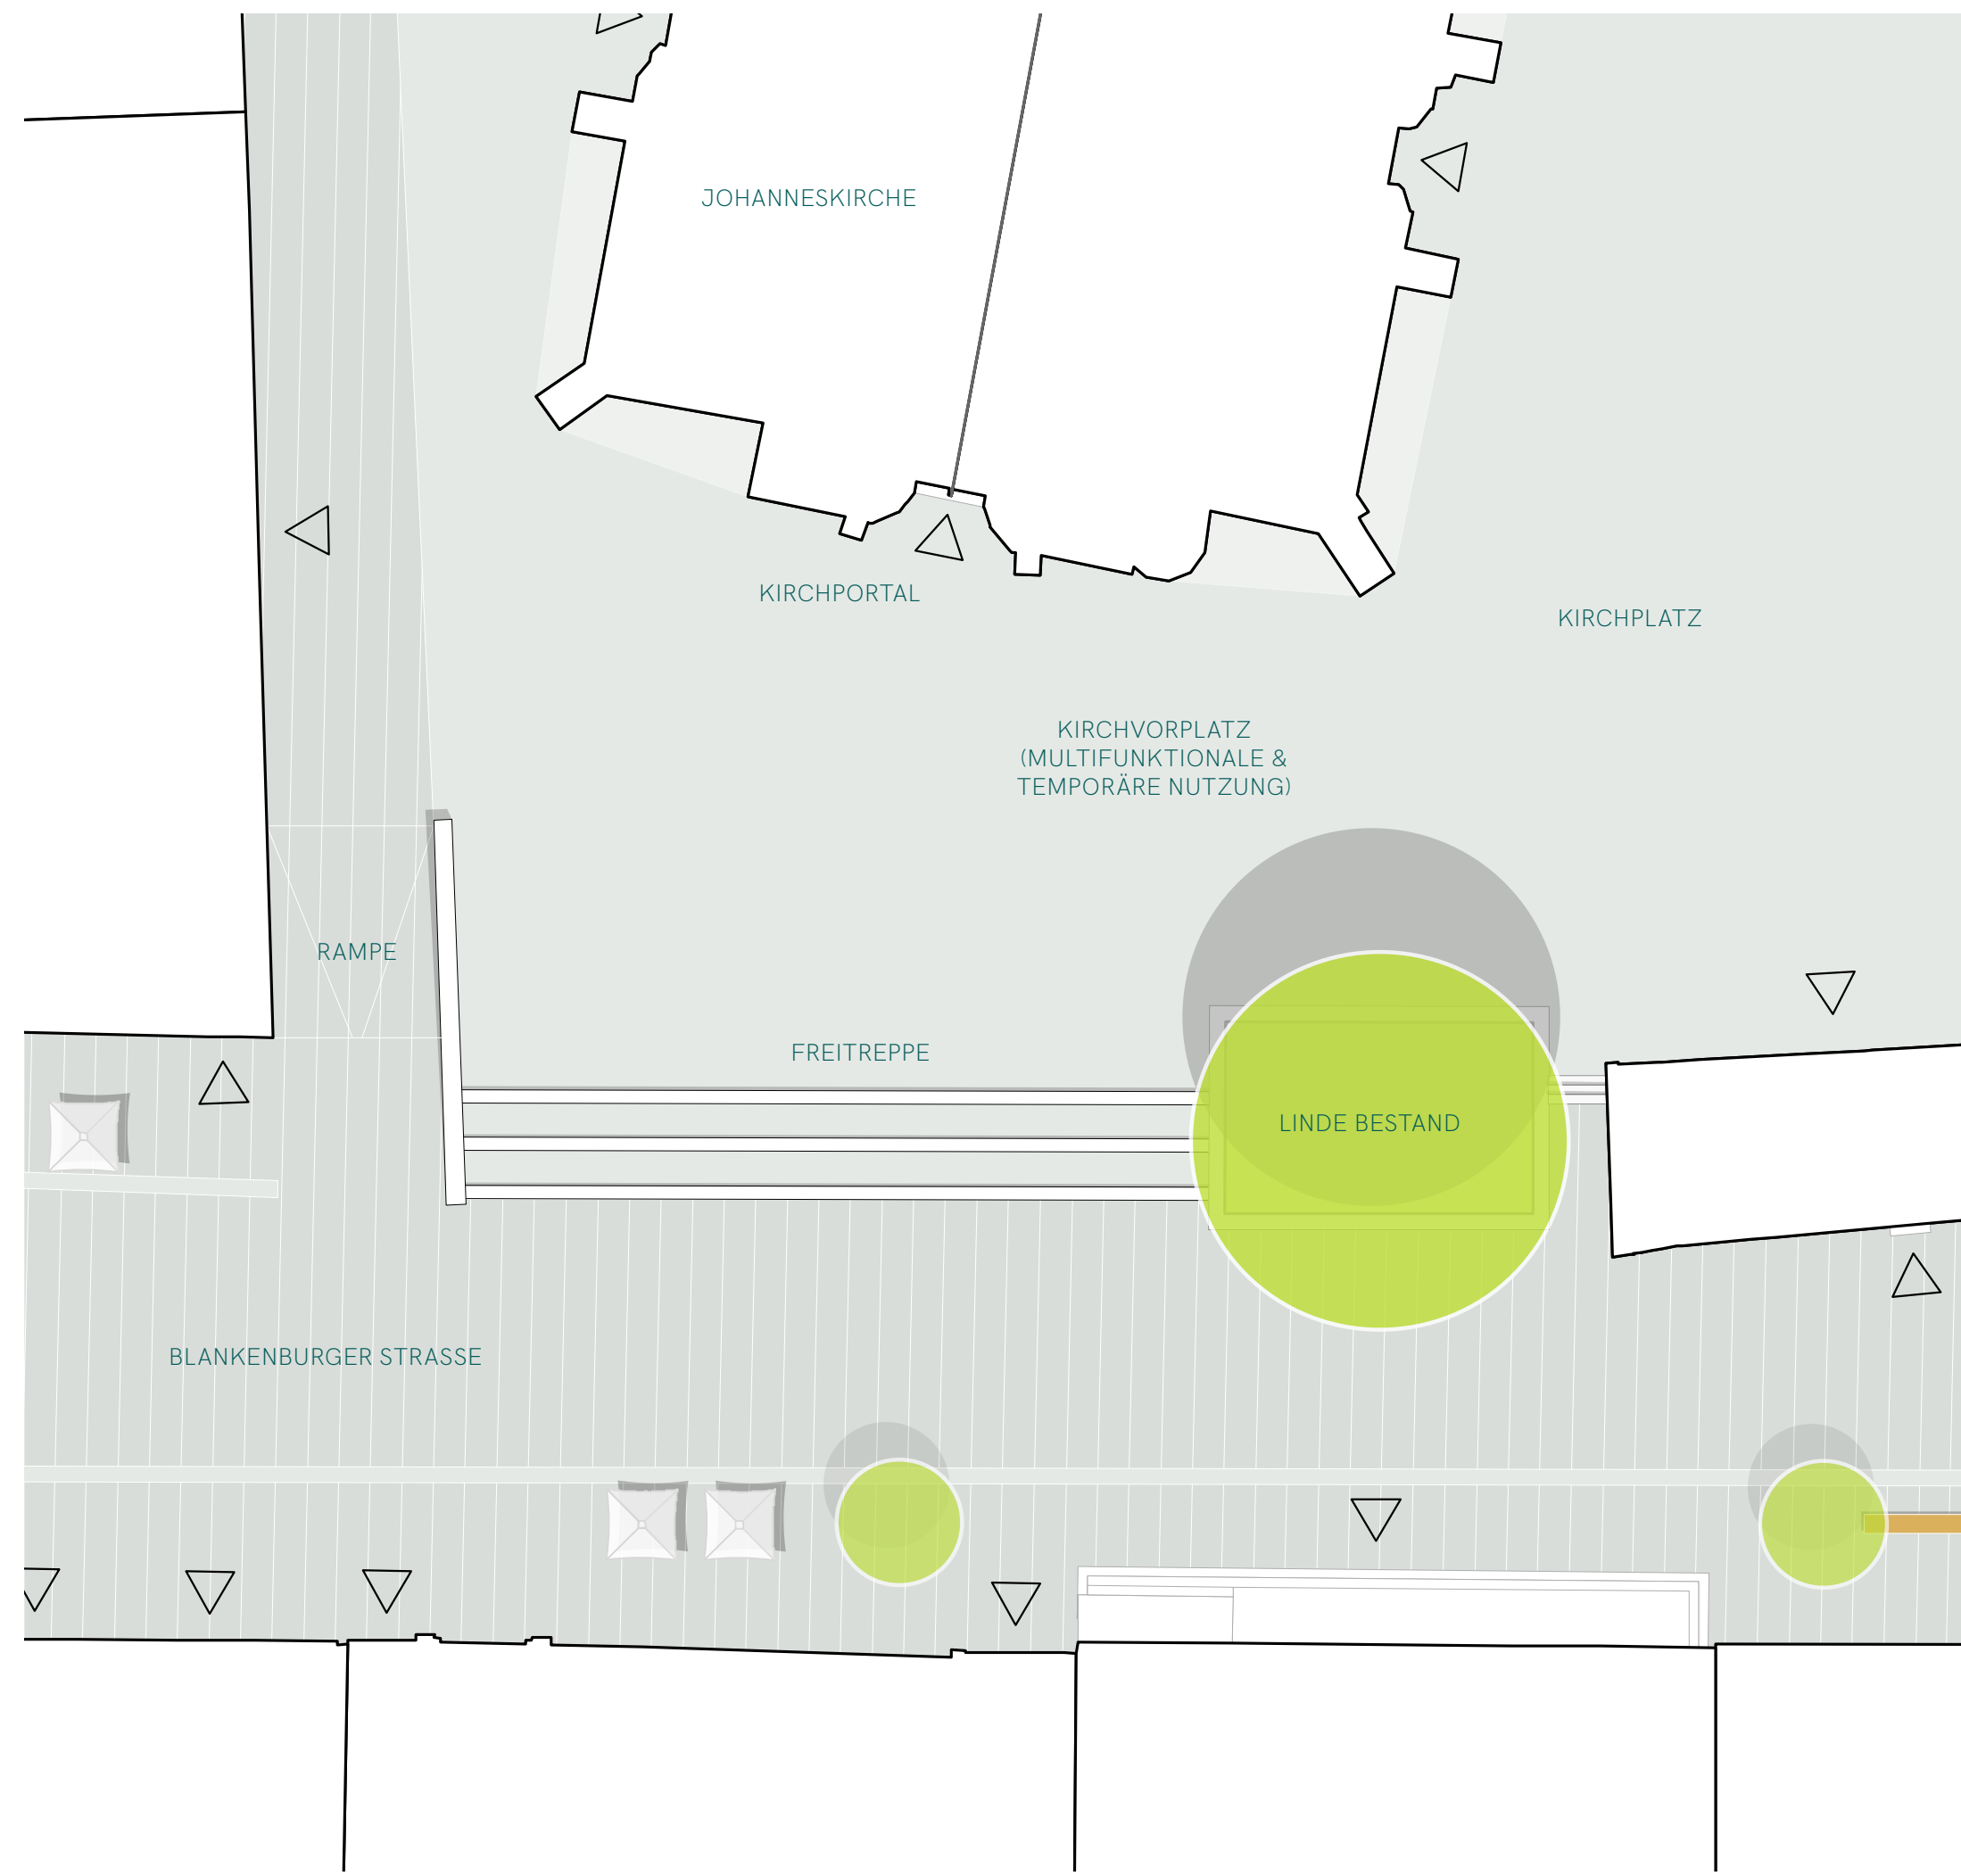 JOHANNESKIRCHE
KIRCHPORTAL
KIRCHPLATZ
KIRCHVORPLATZ
(MULTIFUNKTIONALE &
TEMPORÄRE NUTZUNG)
RAMPE
FREITREPPE
LINDE BESTAND
BLANKENBURGER STRASSE